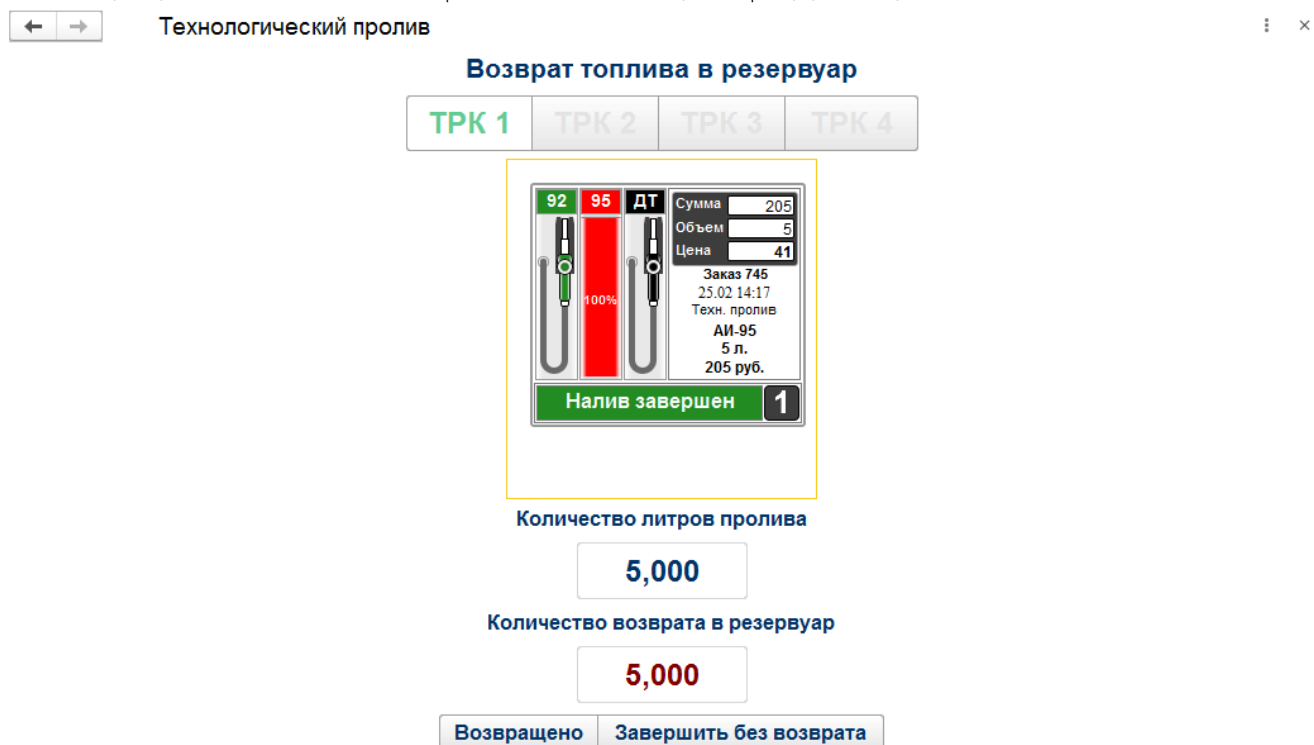 Технологический пролив
Возврат топлива в резервуар
ТРК 1 ТРК 2 ТРК 3 ТРК 4
92 95 ДТ
Сумма 205
Объем 5
Цена 41
100%
Заказ 745
25.02 14:17
Техн. пролив
АИ-95
5 л.
205 руб.
Налив завершен 1
Количество литров пролива
5,000
Количество возврата в резервуар
5,000
Возвращено Завершить без возврата